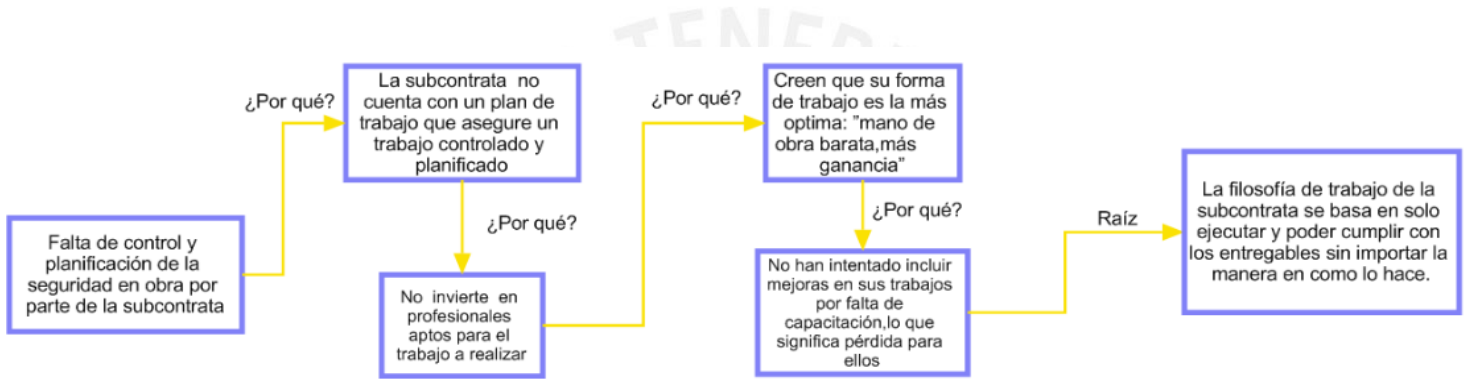 TENEB
Falta de control y
planificación de la
seguridad en obra por
parte de la subcontrata
¿Por qué?
La subcontrata no
cuenta con un plan de
trabajo que asegure un
trabajo controlado y
planificado
¿Por qué?
No invierte en
profesionales
aptos para el
trabajo a realizar
¿Por qué?
Creen que su forma
de trabajo es la más
optima: ”mano de
obra barata,más
ganancia”
¿Por qué?
No han intentado incluir
mejoras en sus trabajos
por falta de
capacitación,lo que
significa pérdida para
ellos
Raíz
La filosofía de trabajo de la
subcontrata se basa en solo
ejecutar y poder cumplir con
los entregables sin importar la
manera en como lo hace.